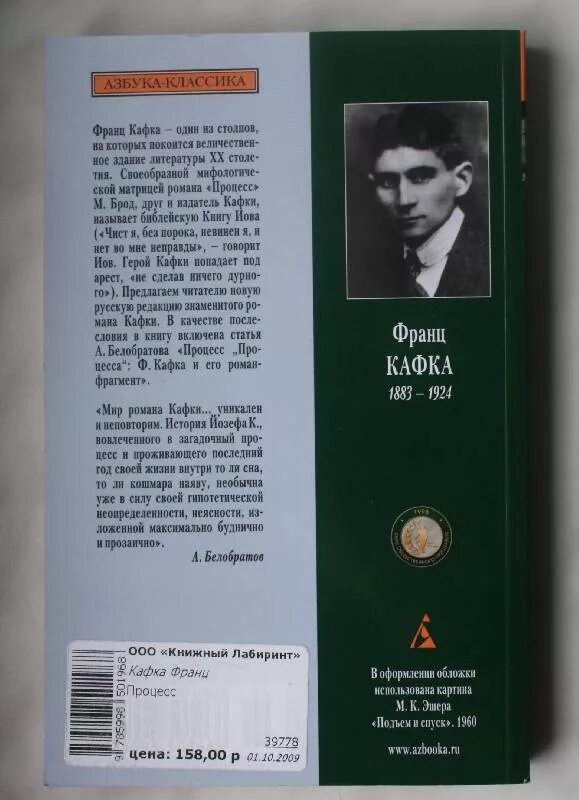 АЗБУКА-КЛАССИКА
Франц Кафка – один из столпов,
на которых покоится величествен-
ное здание литературы XX столе-
тия. Своеобразной мифологиче-
ской матрицей романа «Процесс»
М. Брод, друг и издатель Кафки,
называет библейскую Книгу Иова
(«Чист я, без порока, невинен я, и
нет во мне неправды», – говорит
Иов. Герой Кафки попадает под
арест, «не сделав ничего дурно-
го»). Предлагаем читателю новую
русскую редакцию знаменитого ро-
мана Кафки. В качестве после-
словия в книгу включена статья
А. Белобратова «Процесс „Про-
цесса“: Ф. Кафка и его роман-
фрагмент».
«Мир романа Кафки... уникален
и неповторим. История Йозефа К.,
вовлеченного в загадочный про-
цесс и проживающего последний
год своей жизни внутри то ли сна,
то ли кошмара наяву, необычна
уже в силу своей гипотетической
неопределенности, неясности, из-
ложенной максимально буднично
и прозаично».
А. Белобратов
ООО «Книжный Лабиринт»
Кафка Франц
Процесс
39778
цена: 158,00 р
01.10.2009
9 785998 501968
Франц
КАФКА
1883 – 1924
1998
В оформлении обложки
использована картина
М. К. Эшера
«Подъем и спуск». 1960
www.azbooka.ru